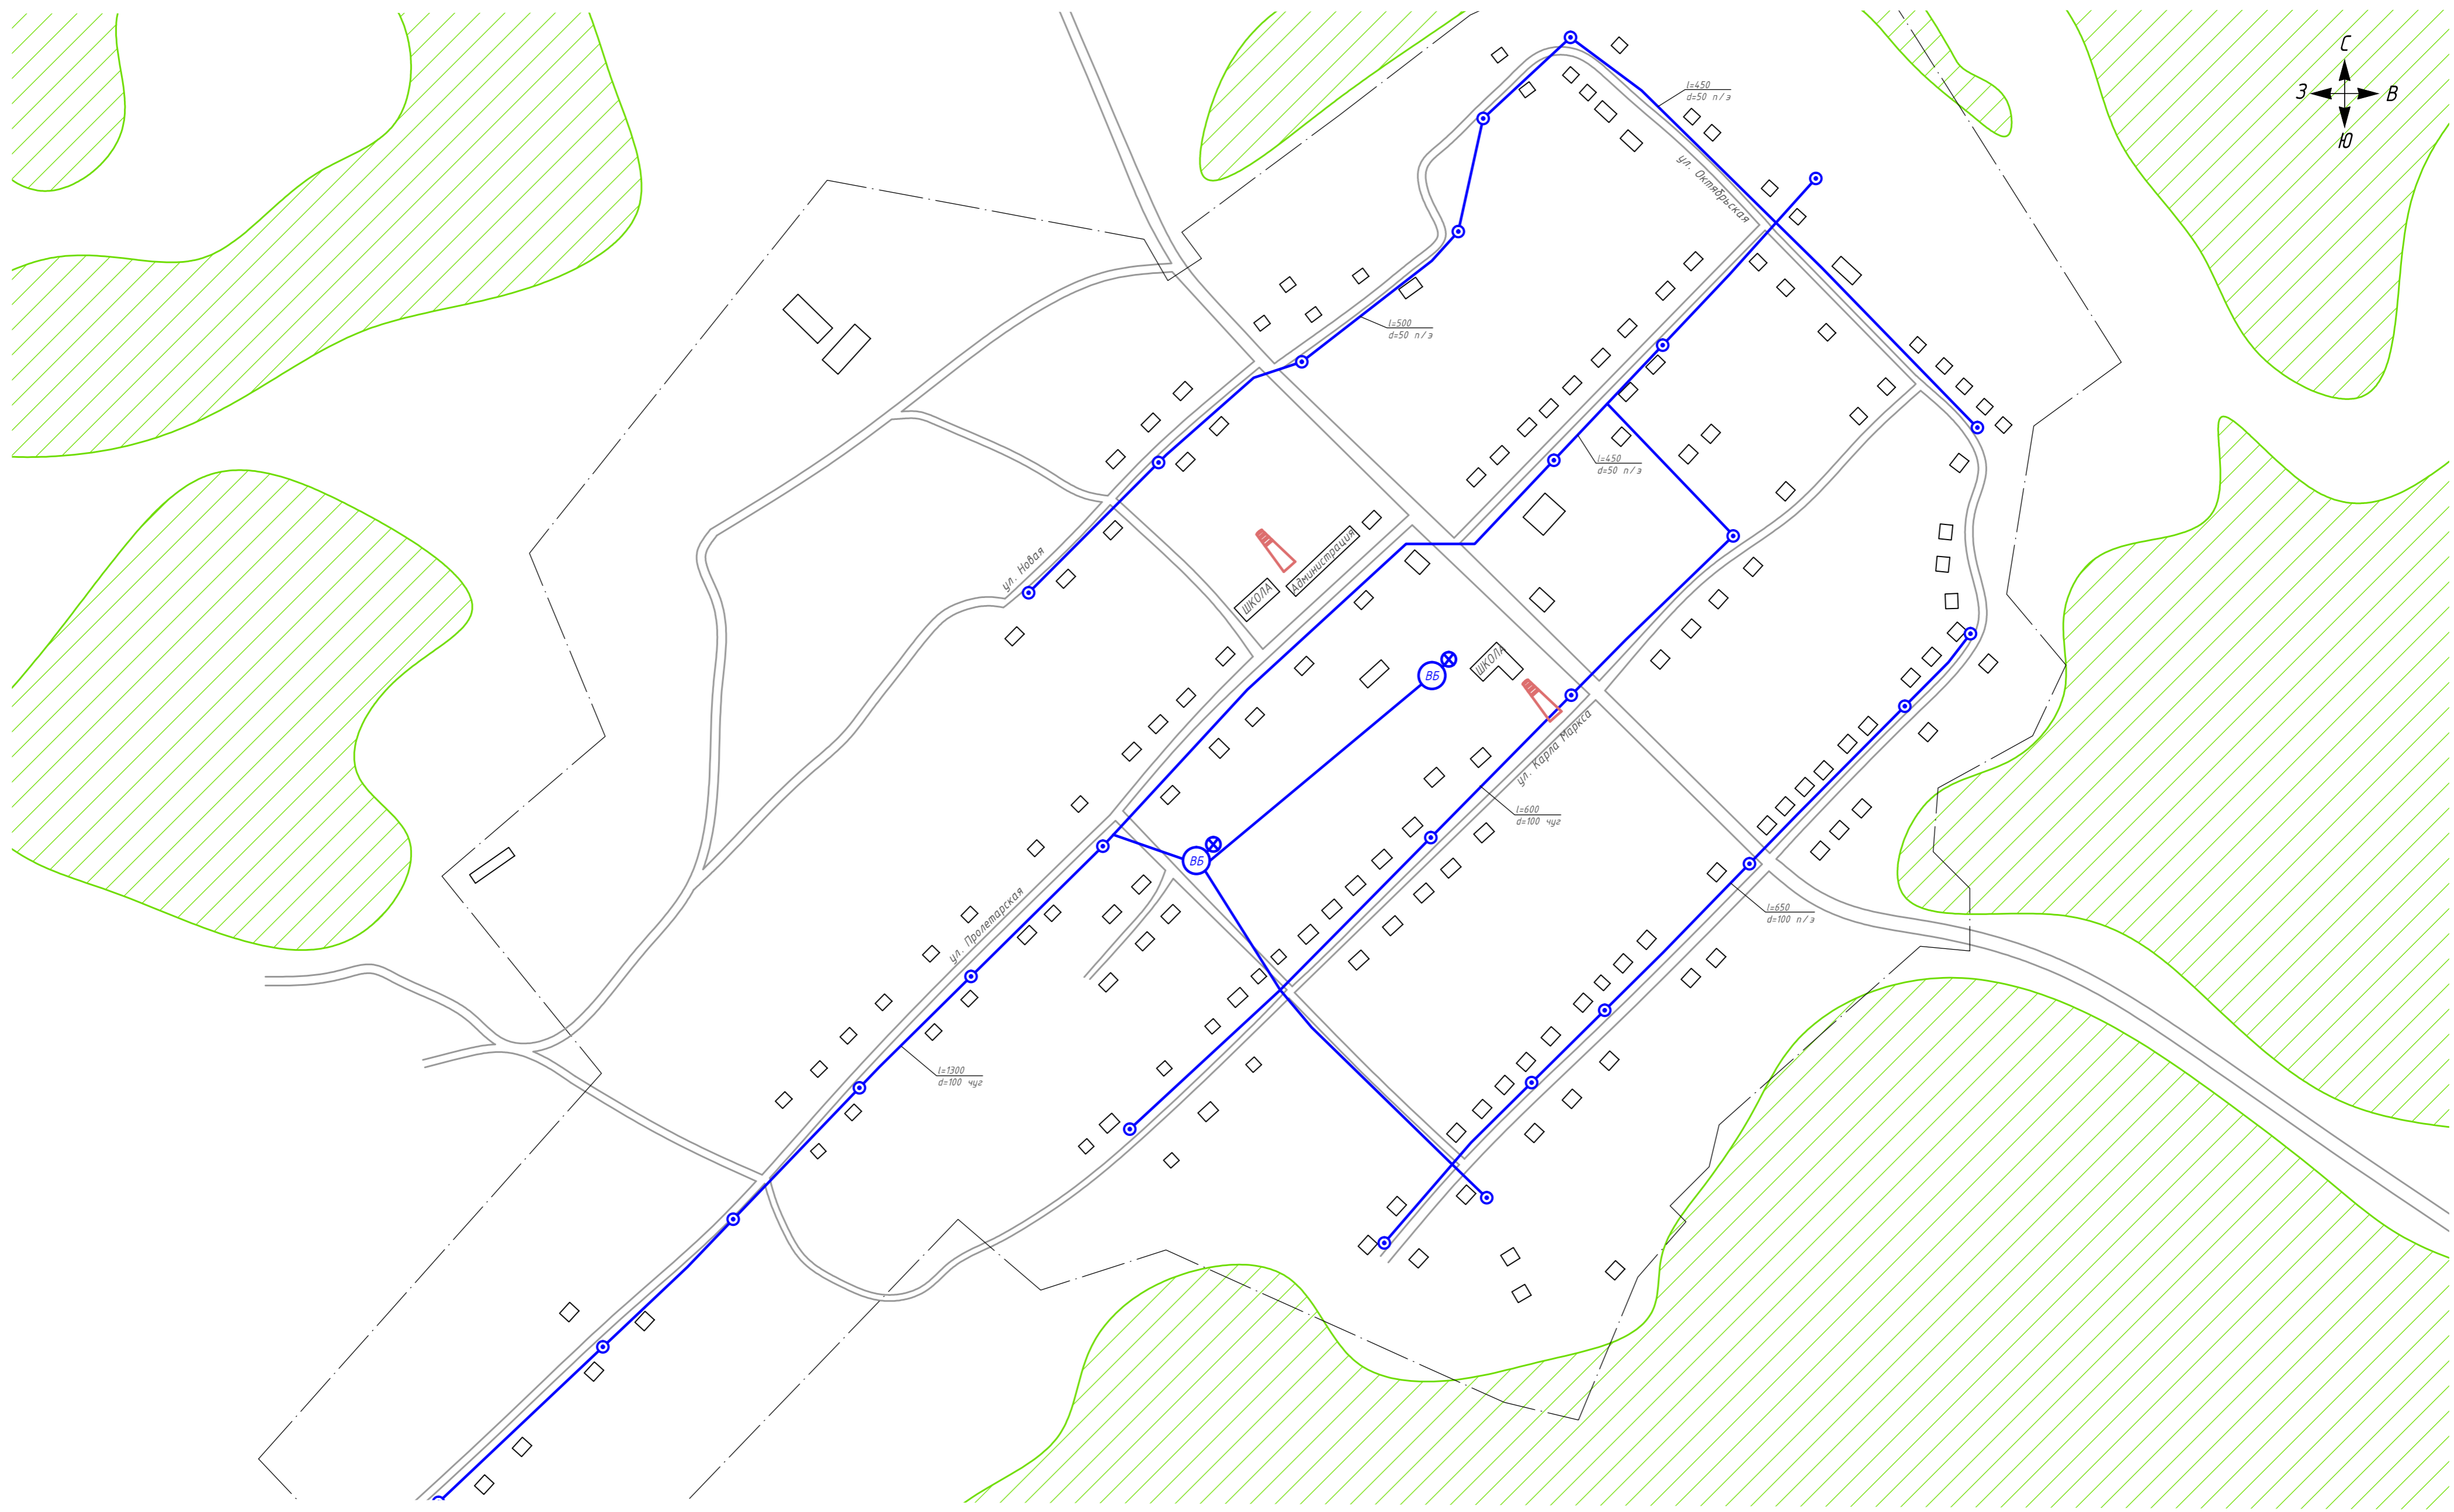 С
З
В
Ю
l=450
d=50 п/э
ул. Октябрьская
l=500
d=50 п/э
l=450
d=50 п/э
ул. Новая
Администрация
ШКОЛА
ШКОЛА
ВБ
ул. Карла Маркса
l=600
d=100 чуг
ВБ
ул. Пролетарская
l=650
d=100 п/э
l=1300
d=100 чуг